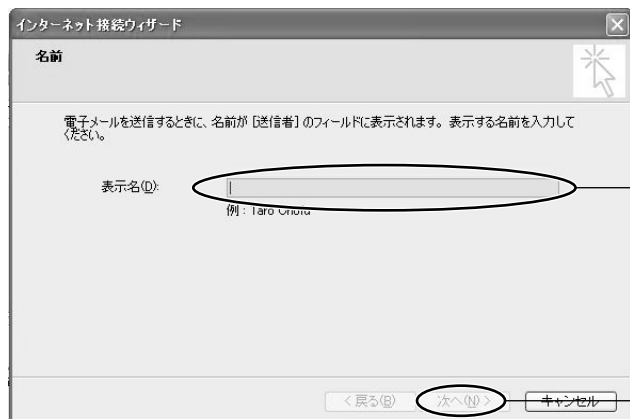 インターネット接続ウィザード
名前
電子メールを送信するときに、名前が [送信者] のフィールドに表示されます。表示する名前を入力して
ください。
表示名(D):
例 : Taro Chofu
< 戻る(B)
次へ(N) >
キャンセル